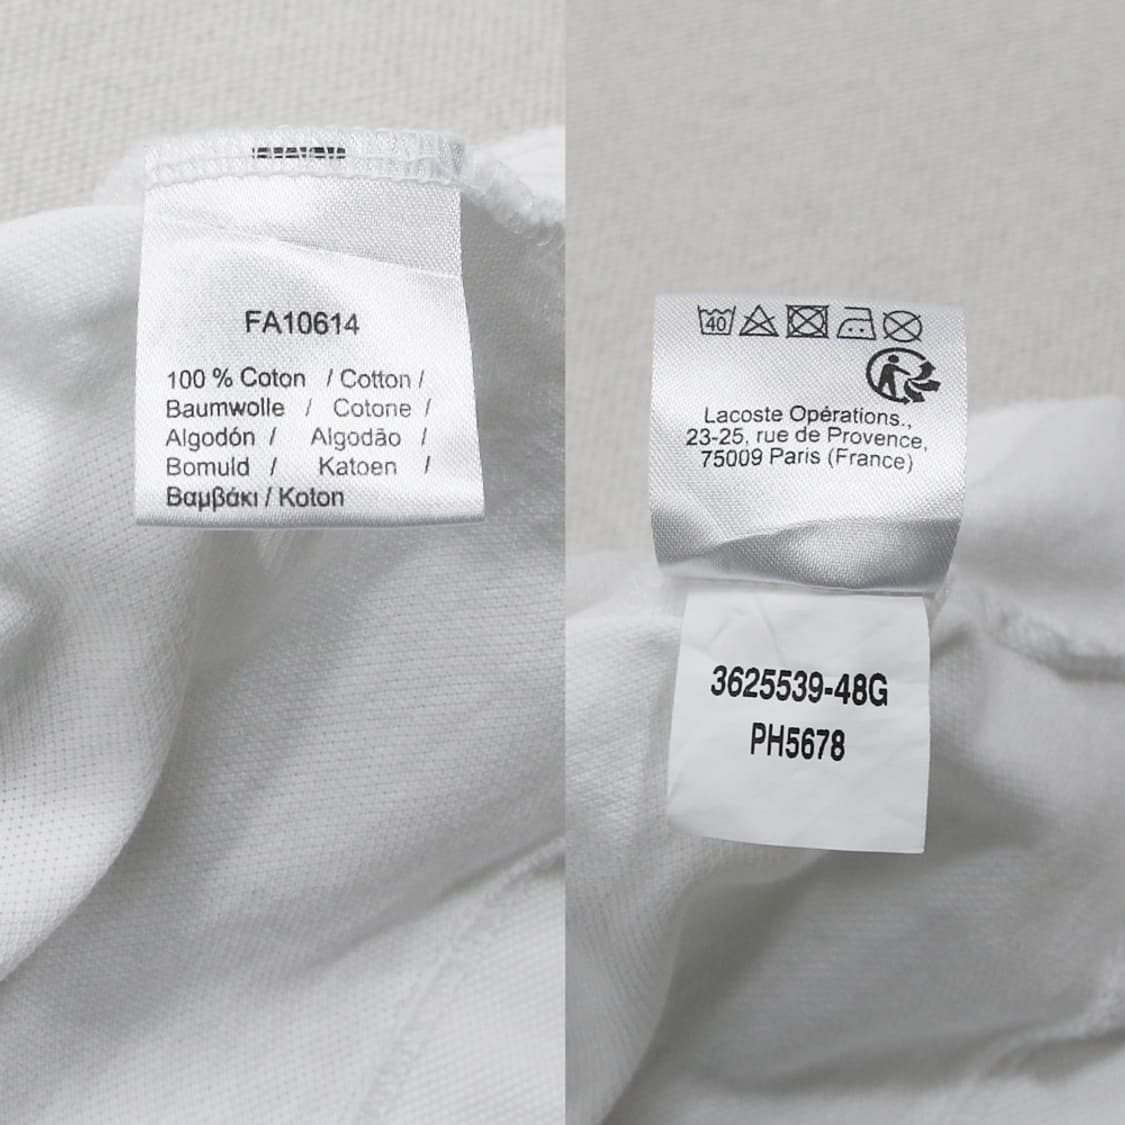 FA10614
100 % Coton / Cotton /
Baumwolle / Cotone /
Algodón / Algodão /
Bomuld / Katoen /
Βαμβάκι / Koton
40
Lacoste Opérations.,
23-25, rue de Provence,
75009 Paris (France)
3625539-48G
PH5678